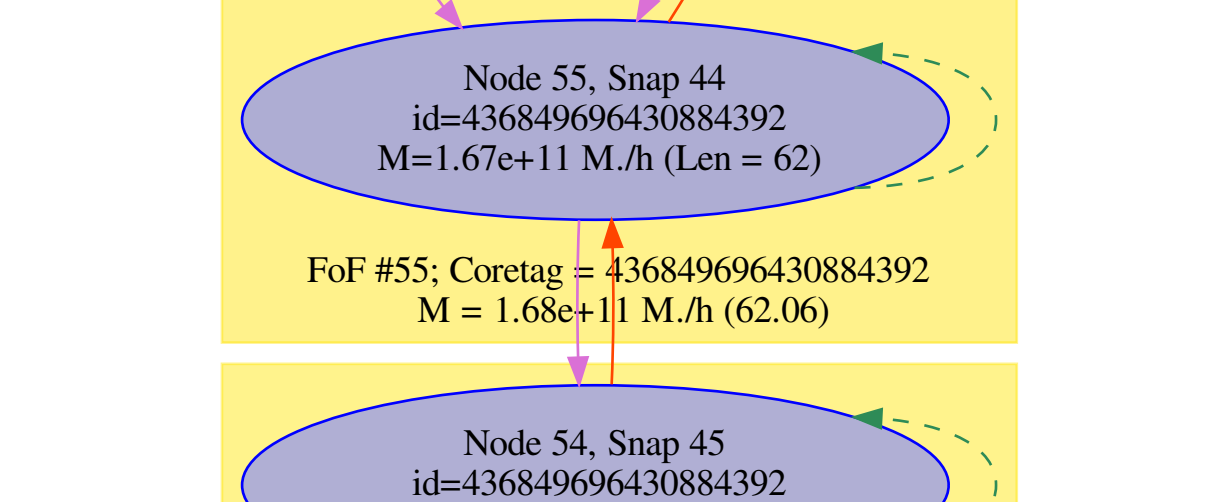 Node 55, Snap 44
id=436849696430884392
M=1.67e+11 M./h (Len = 62)
FoF #55; Coretag = 436849696430884392
M = 1.68e+11 M./h (62.06)
Node 54, Snap 45
id=436849696430884392